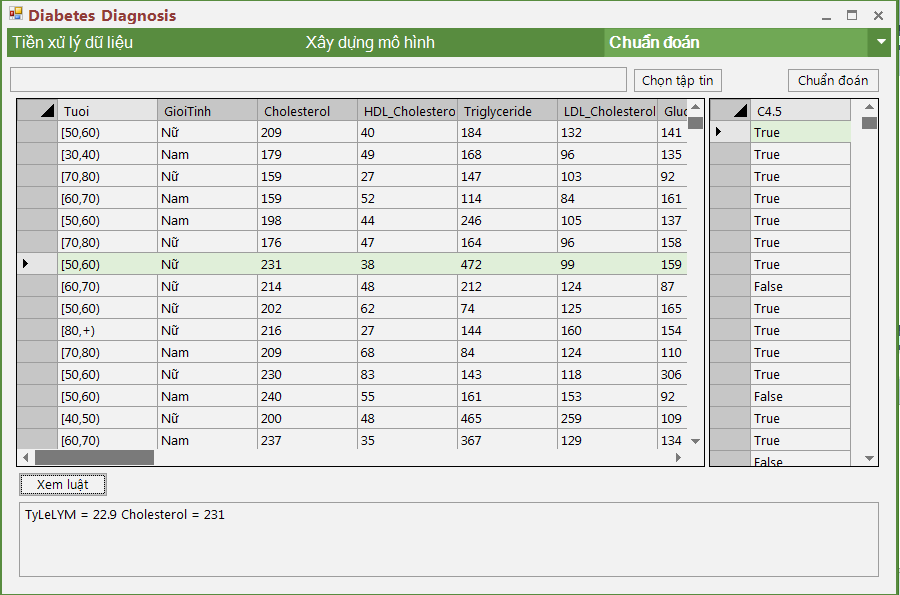 Diabetes Diagnosis
Tiền xử lý dữ liệu Xây dựng mô hình Chuẩn đoán
Chọn tập tin Chuẩn đoán
Tuoi GioiTinh Cholesterol HDL_Cholestero Triglyceride LDL_Cholesterol Gluc C4.5
[50,60) Nữ 209 40 184 132 141 True
[30,40) Nam 179 49 168 96 135 True
[70,80) Nữ 159 27 147 103 92 True
[60,70) Nam 159 52 114 84 161 True
[50,60) Nam 198 44 246 105 137 True
[70,80) Nữ 176 47 164 96 158 True
[50,60) Nữ 231 38 472 99 159 True
[60,70) Nữ 214 48 212 124 87 False
[50,60) Nữ 202 62 74 125 165 True
[80,+) Nữ 216 27 144 160 154 True
[70,80) Nam 209 68 84 124 110 True
[50,60) Nữ 230 83 143 118 306 True
[50,60) Nam 240 55 161 153 92 False
[40,50) Nữ 200 48 465 259 109 True
[60,70) Nam 237 35 367 129 134 True
False
Xem luật
TyLeLYM = 22.9 Cholesterol = 231